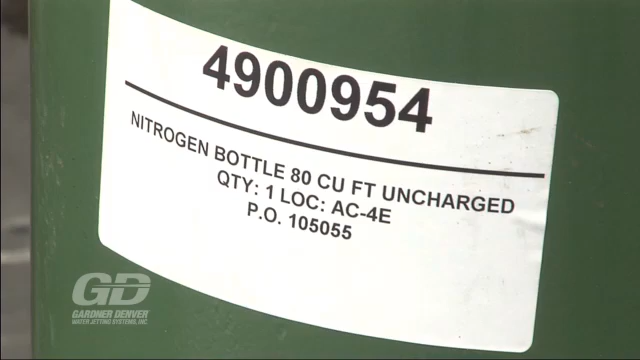 4900954
NITROGEN BOTTLE 80 CU FT UNCHARGED
QTY: 1 LOC: AC-4E
P.O. 105055
GD
GARDNER DENVER
WATER JETTING SYSTEMS, INC.